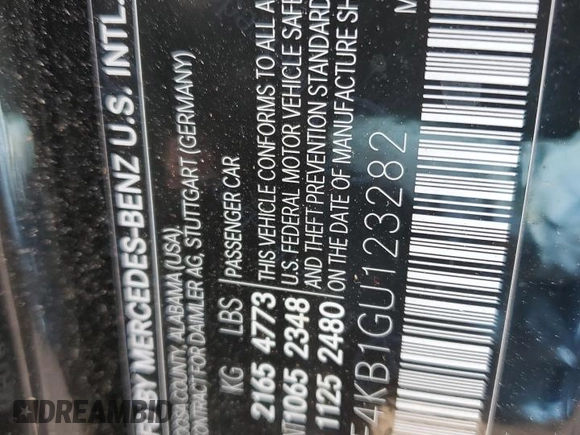 BY MERCEDES-BENZ U.S. INTL.
COUNTY, ALABAMA (USA)
CONTRACT FOR DAIMLER AG, STUTTGART (GERMANY)
KG LBS PASSENGER CAR
2165 4773 THIS VEHICLE CONFORMS TO ALL A
1065 2348 U.S. FEDERAL MOTOR VEHICLE SAFE
AND THEFT PREVENTION STANDARD
1125 2480 ON THE DATE OF MANUFACTURE SH
4KB1GU123282
M
DREAMBID